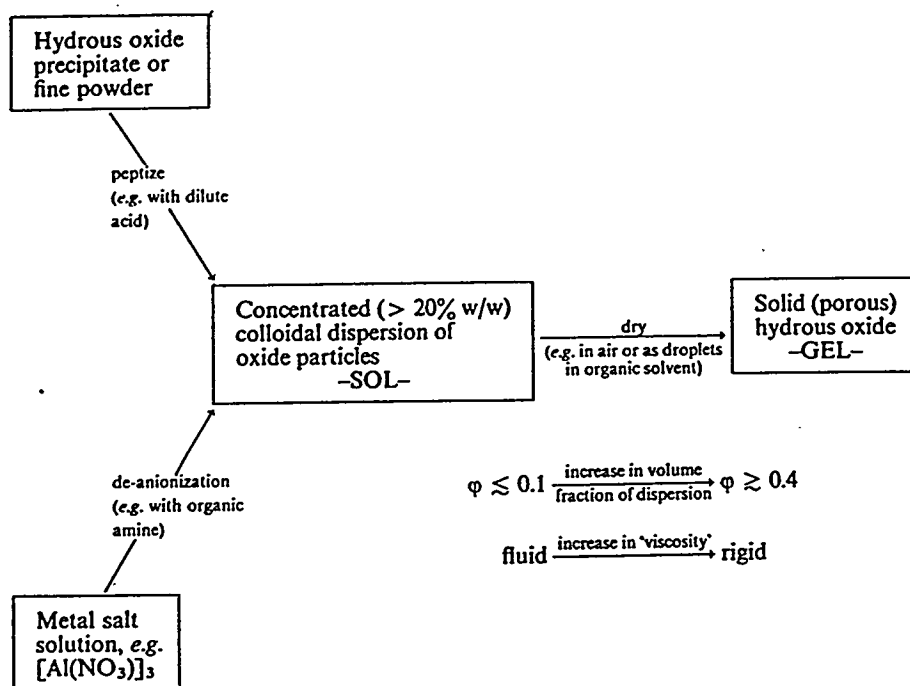 Hydrous oxide
precipitate or
fine powder
peptize
(e.g. with dilute
acid)
Concentrated (> 20% w/w)
colloidal dispersion of
oxide particles
–SOL–
dry
(e.g. in air or as droplets
in organic solvent)
Solid (porous)
hydrous oxide
–GEL–
de-anionization
(e.g. with organic
amine)
φ ≲ 0.1 increase in volume fraction of dispersion φ ≳ 0.4
fluid increase in 'viscosity' rigid
Metal salt
solution, e.g.
[Al(NO₃)]₃